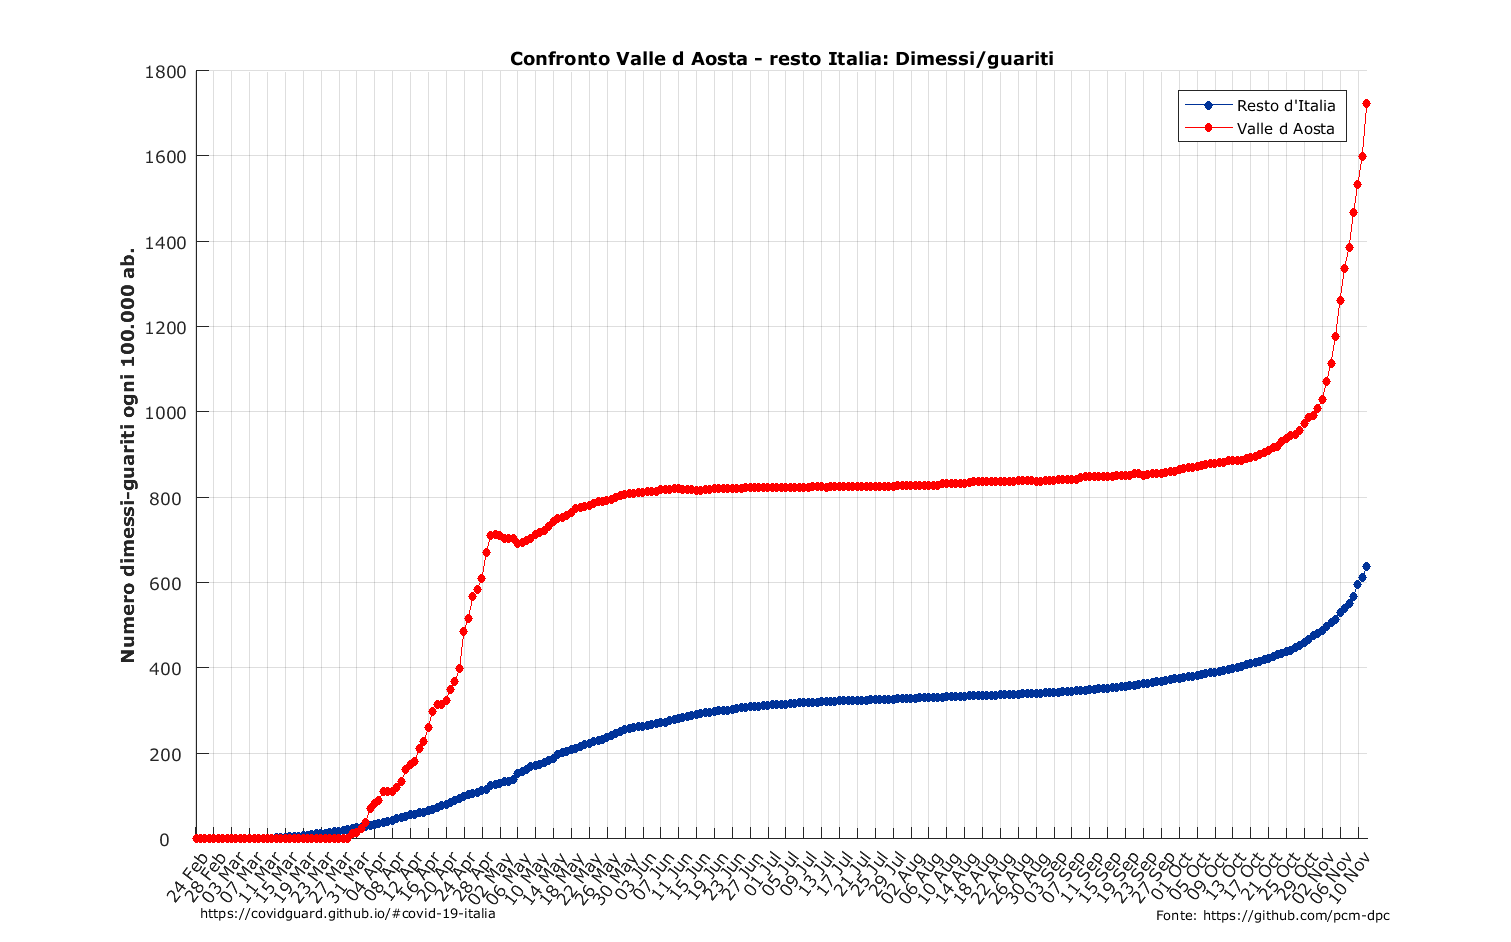 Confronto Valle d Aosta - resto Italia: Dimessi/guariti
Numero dimessi-guariti ogni 100.000 ab.
1800
1600
1400
1200
1000
800
600
400
200
0
Resto d'Italia
Valle d Aosta
24 Feb
28 Feb
03 Mar
07 Mar
11 Mar
15 Mar
19 Mar
23 Mar
27 Mar
31 Mar
04 Apr
08 Apr
12 Apr
16 Apr
20 Apr
24 Apr
28 Apr
02 May
06 May
10 May
14 May
18 May
22 May
26 May
30 May
03 Jun
07 Jun
11 Jun
15 Jun
19 Jun
23 Jun
27 Jun
01 Jul
05 Jul
09 Jul
13 Jul
17 Jul
21 Jul
25 Jul
29 Jul
02 Aug
06 Aug
10 Aug
14 Aug
18 Aug
22 Aug
26 Aug
30 Aug
03 Sep
07 Sep
11 Sep
15 Sep
19 Sep
23 Sep
27 Sep
01 Oct
05 Oct
09 Oct
13 Oct
17 Oct
21 Oct
25 Oct
29 Oct
02 Nov
06 Nov
10 Nov
https://covidguard.github.io/#covid-19-italia
Fonte: https://github.com/pcm-dpc